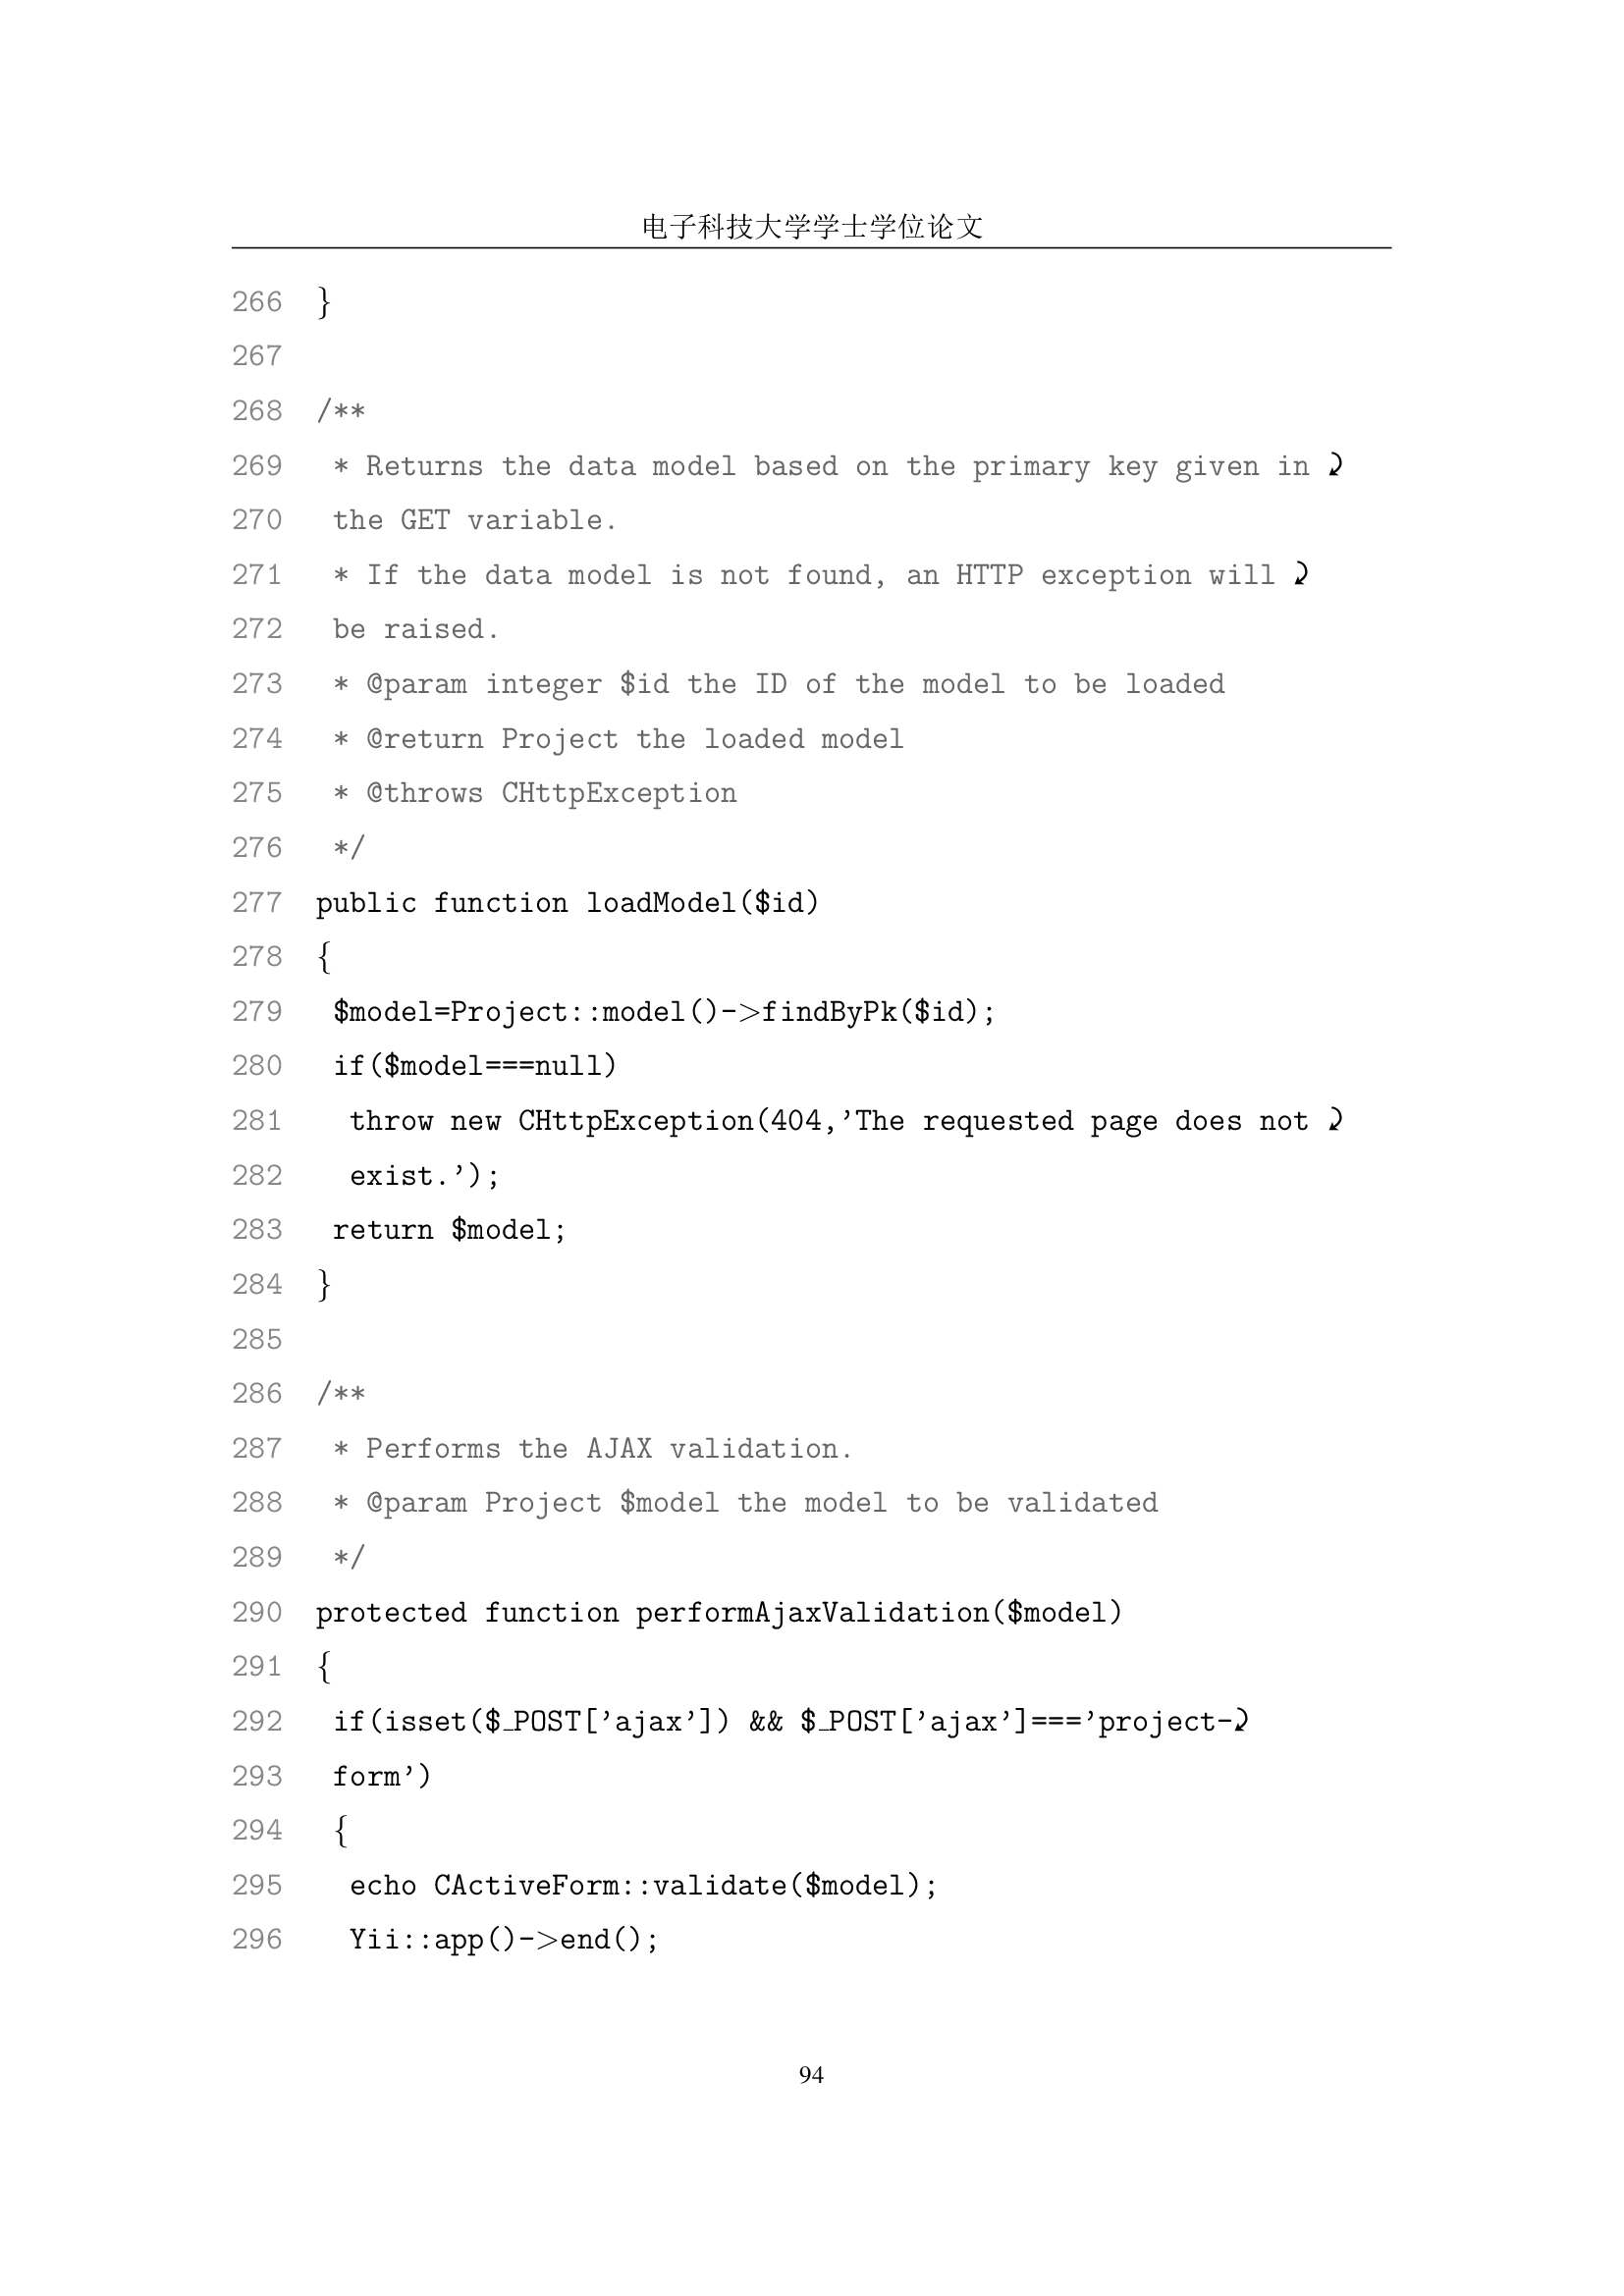 电子科技大学学士学位论文
266 }
267
268 /**
269  * Returns the data model based on the primary key given in ⤸
270  the GET variable.
271  * If the data model is not found, an HTTP exception will ⤸
272  be raised.
273  * @param integer $id the ID of the model to be loaded
274  * @return Project the loaded model
275  * @throws CHttpException
276  */
277 public function loadModel($id)
278 {
279  $model=Project::model()->findByPk($id);
280  if($model===null)
281   throw new CHttpException(404,'The requested page does not ⤸
282   exist.');
283  return $model;
284 }
285
286 /**
287  * Performs the AJAX validation.
288  * @param Project $model the model to be validated
289  */
290 protected function performAjaxValidation($model)
291 {
292  if(isset($_POST['ajax']) && $_POST['ajax']==='project-⤸
293  form')
294  {
295   echo CActiveForm::validate($model);
296   Yii::app()->end();
94